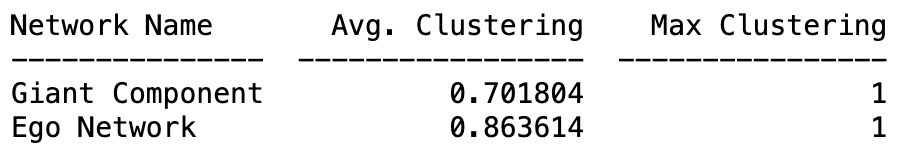 Network Name      Avg. Clustering    Max Clustering
---------------  -----------------  ----------------
Giant Component           0.701804                 1
Ego Network               0.863614                 1